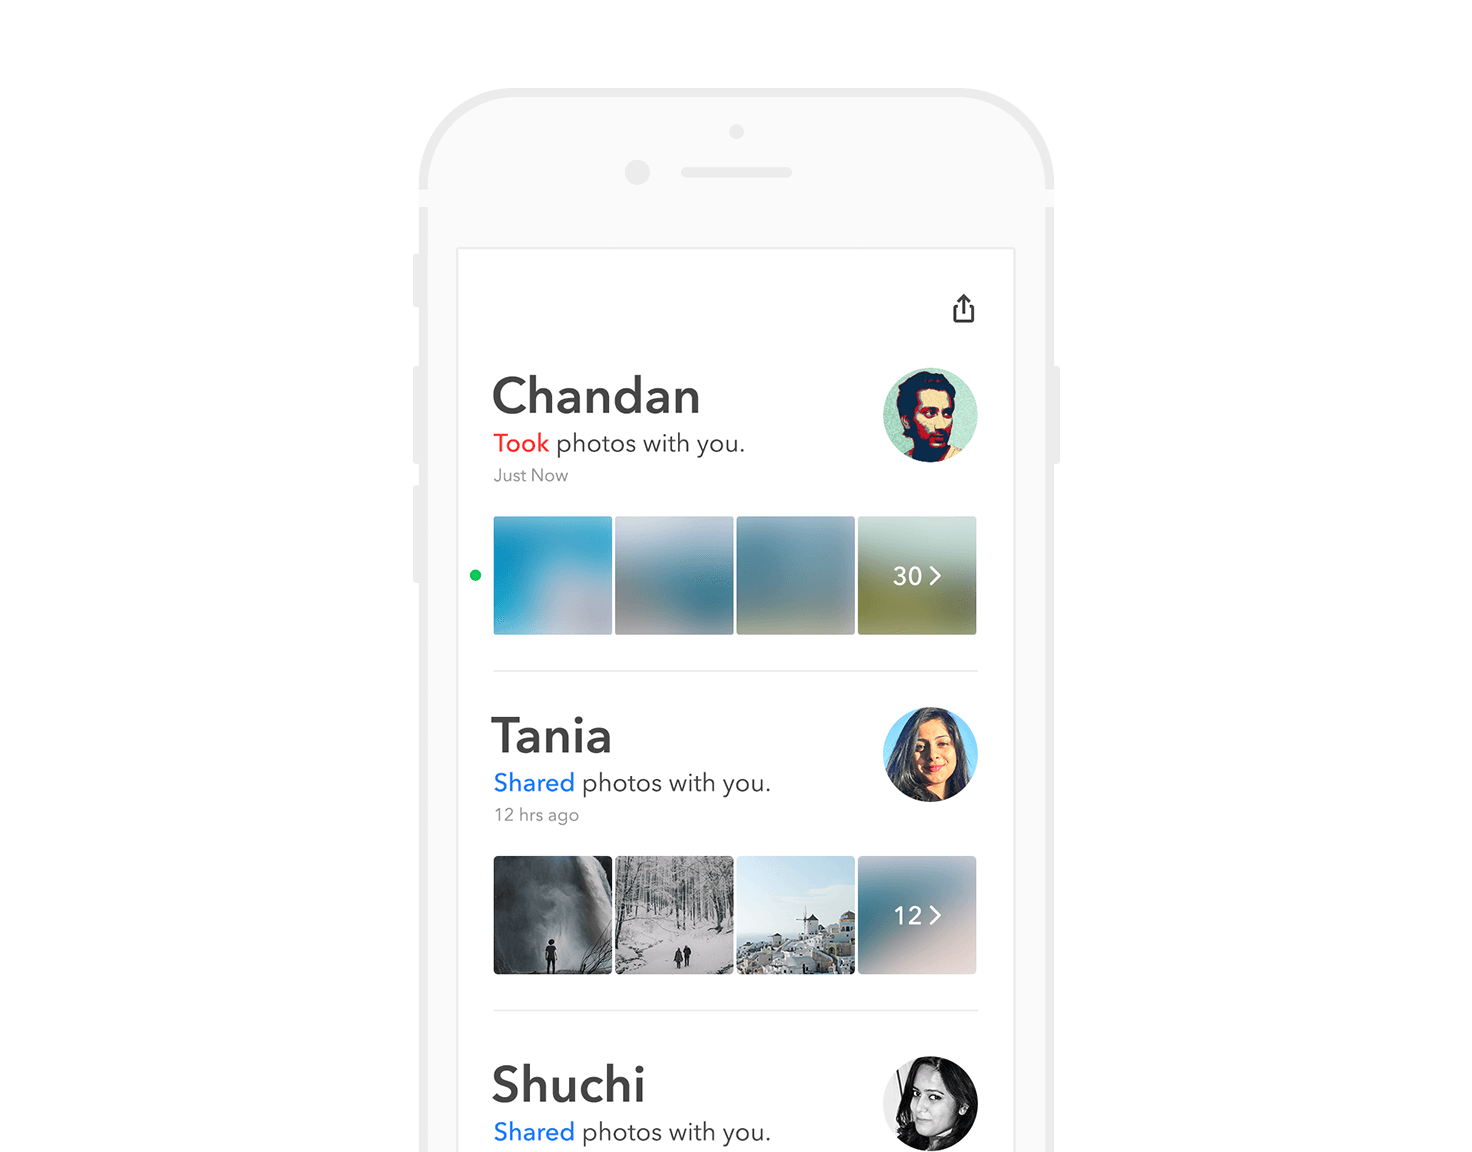 Chandan
Took photos with you.
Just Now
30
Tania
Shared photos with you.
12 hrs ago
12
Shuchi
Shared photos with you.